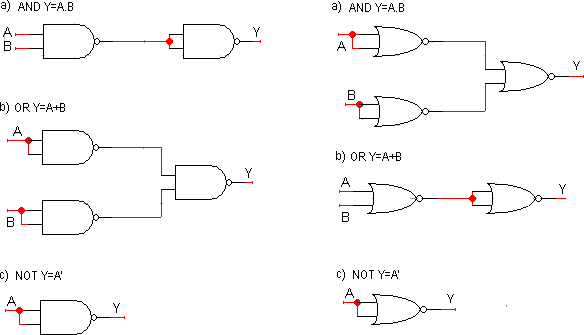 a) AND Y=A.B
A
B
Y
b) OR Y=A+B
A
B
Y
c) NOT Y=A'
A
Y
a) AND Y=A.B
A
B
Y
b) OR Y=A+B
A
B
Y
c) NOT Y=A'
A
Y